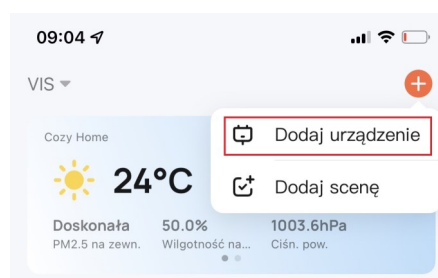 09:04
VIS
Cozy Home
Dodaj urządzenie
24°C
Dodaj scenę
Doskonała 50.0% 1003.6hPa
PM2.5 na zewn. Wilgotność na... Ciśn. pow.